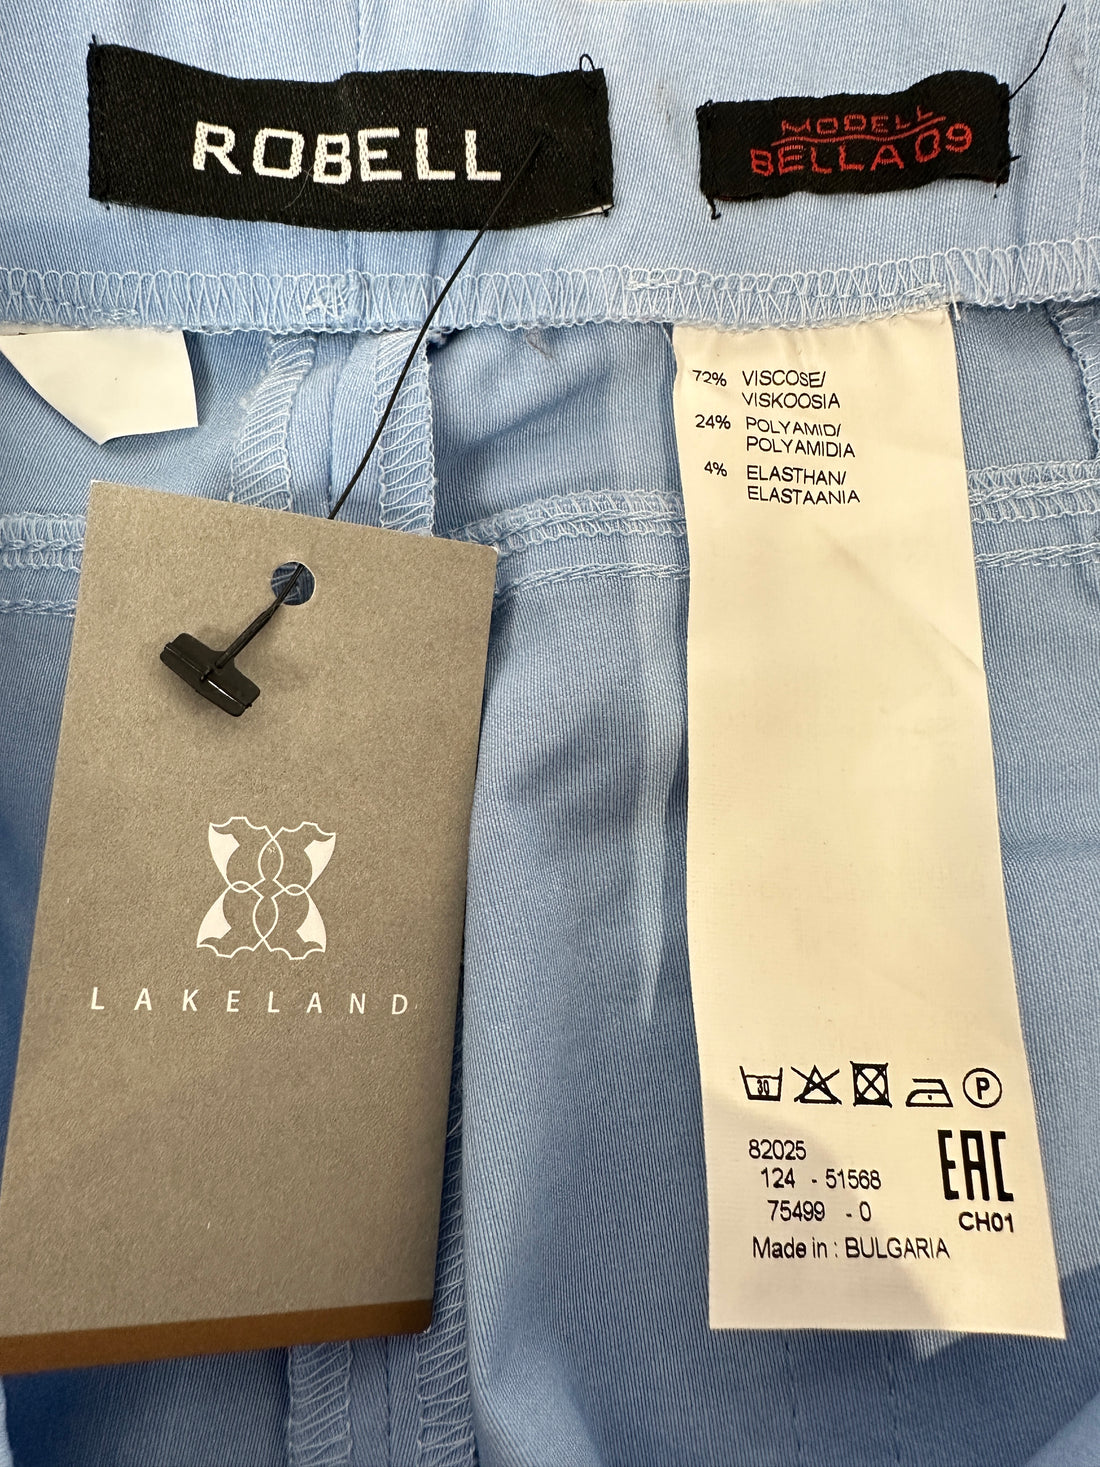 ROBELL
MODELL
BELLA 09
72% VISCOSE/
VISKOOSIA
24% POLYAMID/
POLYAMIDIA
4% ELASTHAN/
ELASTAANIA
LAKELAND
30
P
82025
124 - 51568
75499 - 0
EAC
CH01
Made in : BULGARIA